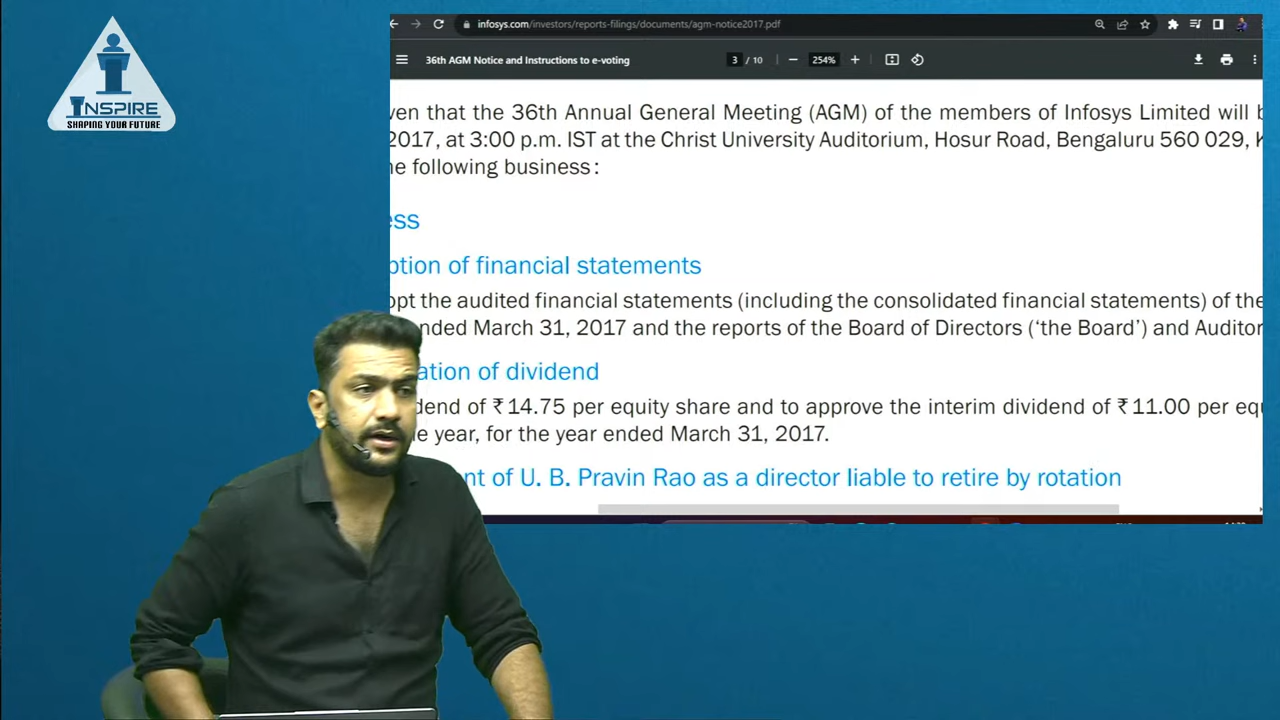 INSPIRE
SHAPING YOUR FUTURE
infosys.com/investors/reports-filings/documents/agm-notice2017.pdf
36th AGM Notice and Instructions to e-voting
3 / 10
254%
ven that the 36th Annual General Meeting (AGM) of the members of Infosys Limited will b
2017, at 3:00 p.m. IST at the Christ University Auditorium, Hosur Road, Bengaluru 560 029, K
e following business:
ess
ption of financial statements
opt the audited financial statements (including the consolidated financial statements) of the
nded March 31, 2017 and the reports of the Board of Directors ('the Board') and Auditor
ation of dividend
dend of ₹14.75 per equity share and to approve the interim dividend of ₹11.00 per equ
e year, for the year ended March 31, 2017.
nt of U. B. Pravin Rao as a director liable to retire by rotation